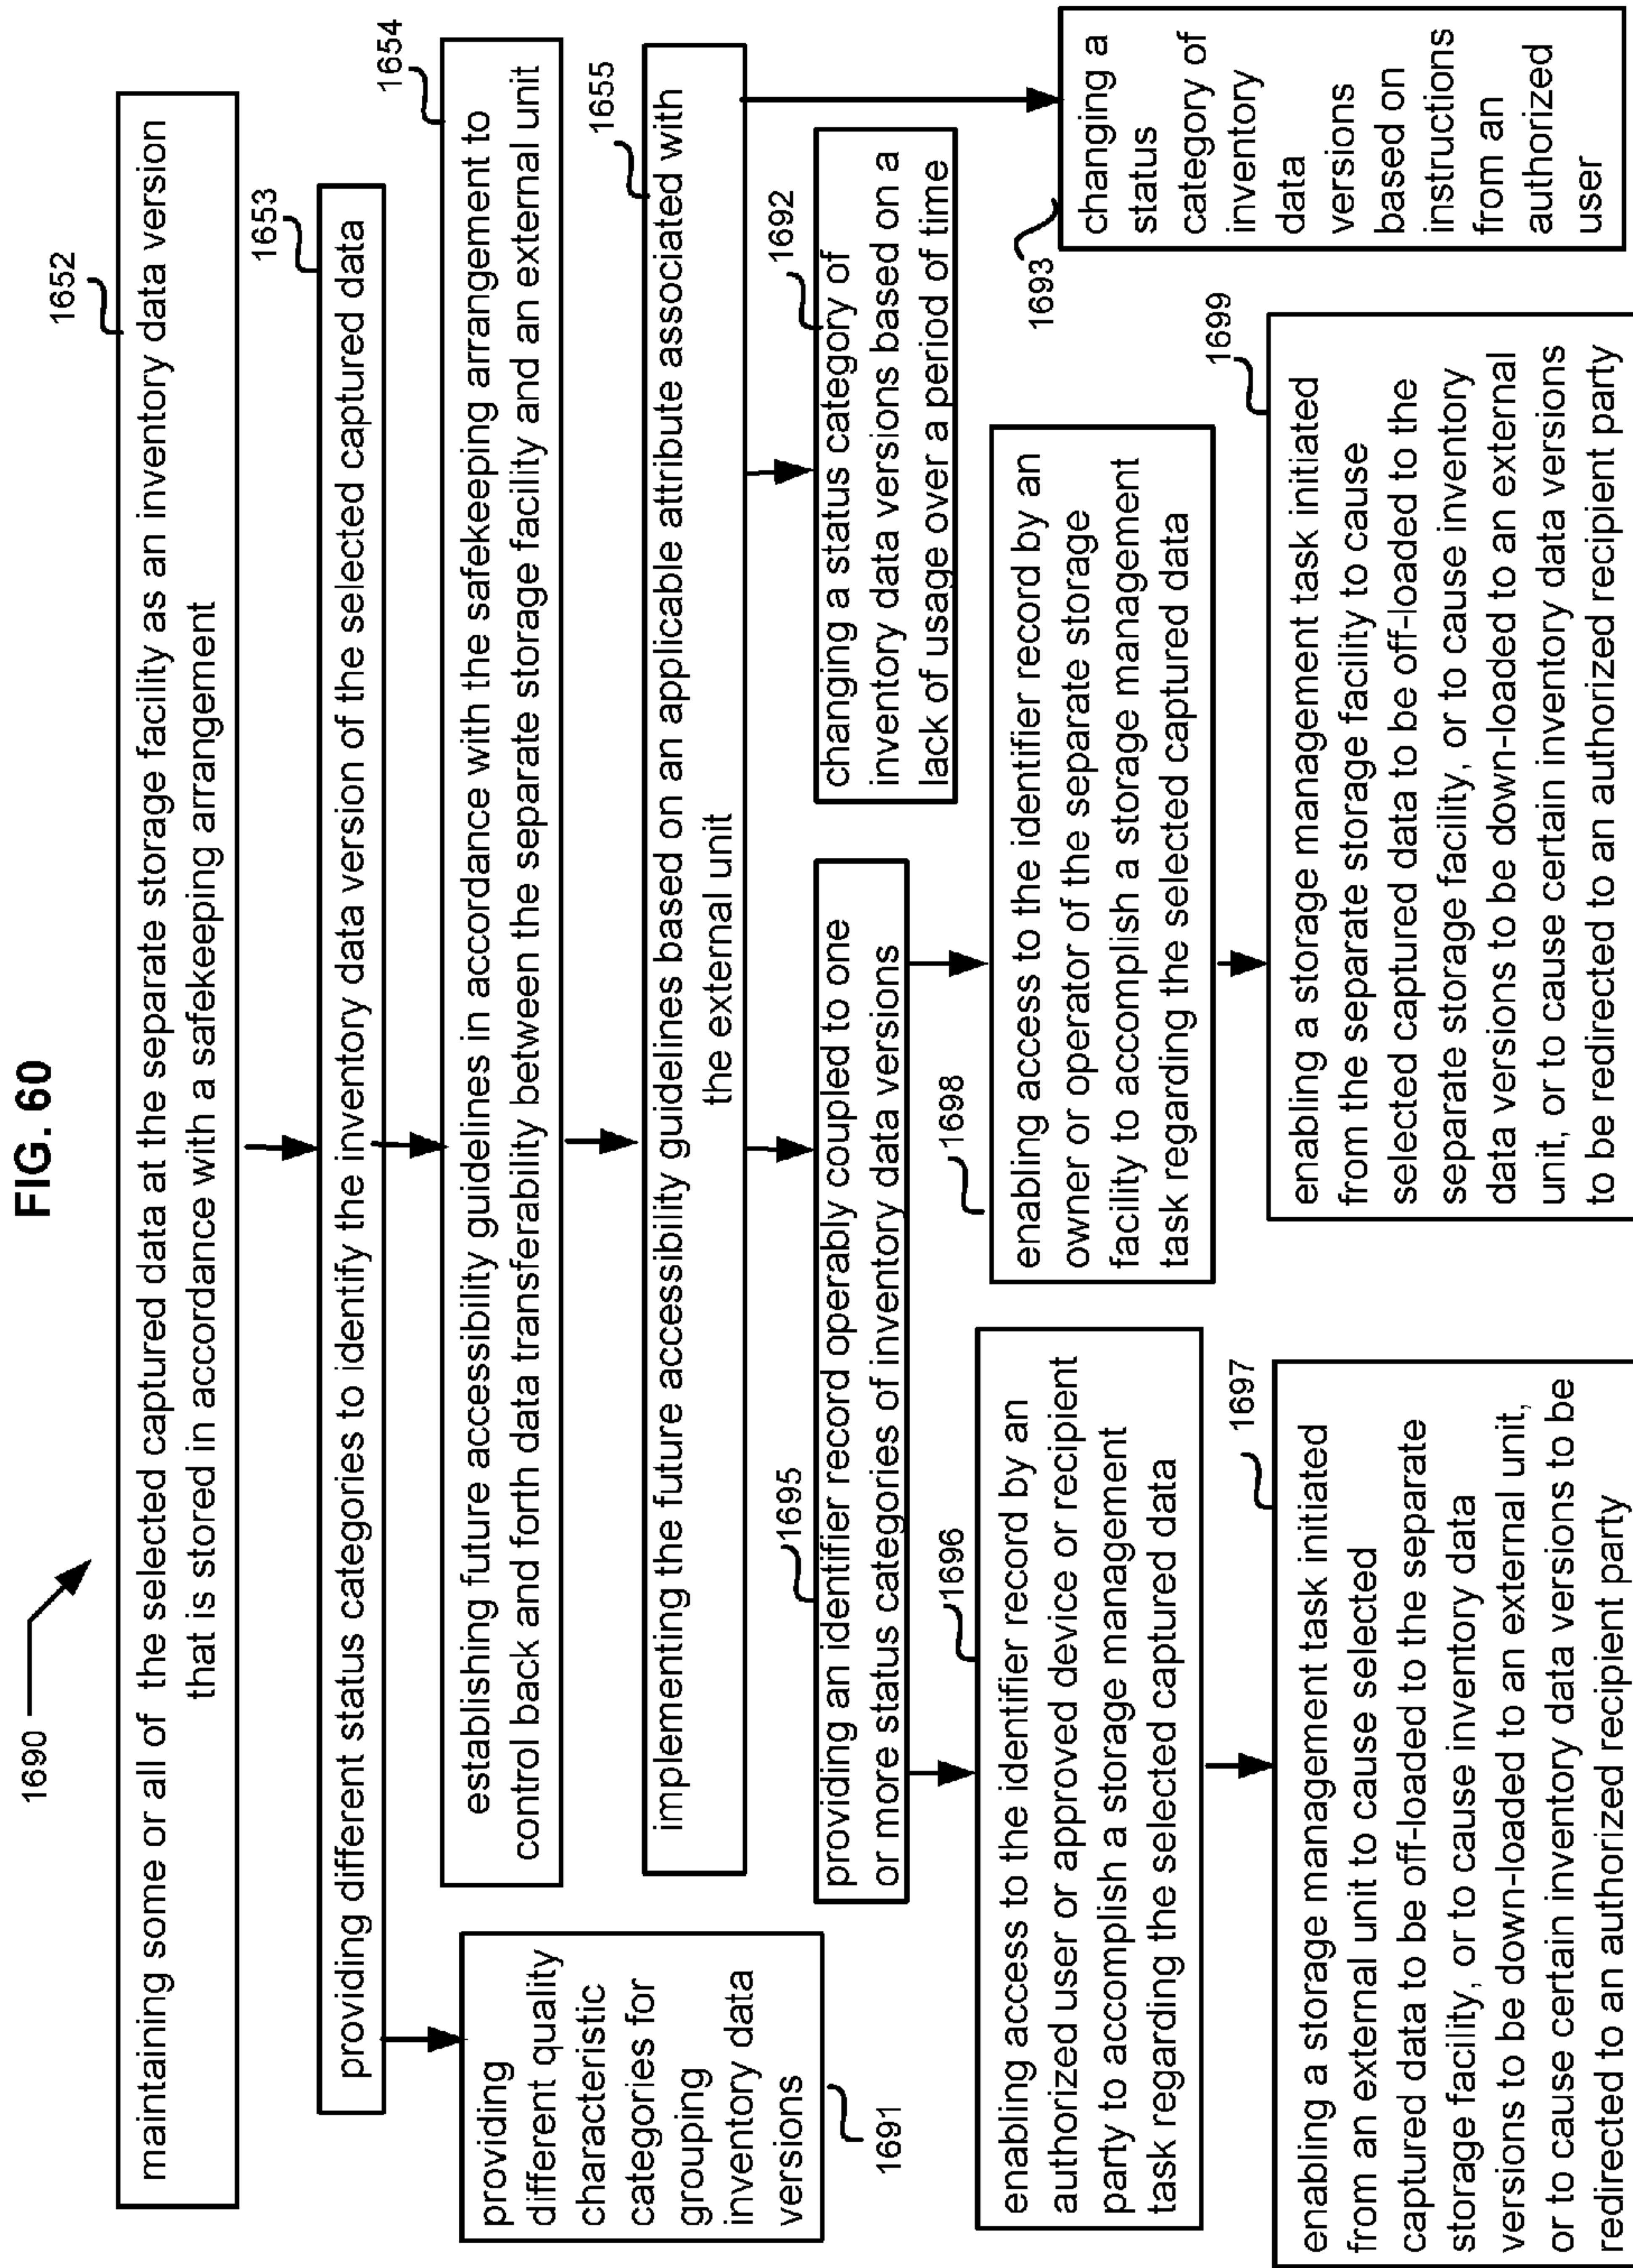 FIG. 60
1690
1652
maintaining some or all of the selected captured data at the separate storage facility as an inventory data version
that is stored in accordance with a safekeeping arrangement
1653
providing different status categories to identify the inventory data version of the selected captured data
1654
establishing future accessibility guidelines in accordance with the safekeeping arrangement to
control back and forth data transferability between the separate storage facility and an external unit
providing
different quality
characteristic
categories for
grouping
inventory data
versions
1691
1655
implementing the future accessibility guidelines based on an applicable attribute associated with
the external unit
1695
providing an identifier record operably coupled to one
or more status categories of inventory data versions
1692
changing a status category of
inventory data versions based on a
lack of usage over a period of time
1693
changing a
status
category of
inventory
data
versions
based on
instructions
from an
authorized
user
1696
enabling access to the identifier record by an
authorized user or approved device or recipient
party to accomplish a storage management
task regarding the selected captured data
1698
enabling access to the identifier record by an
owner or operator of the separate storage
facility to accomplish a storage management
task regarding the selected captured data
1697
enabling a storage management task initiated
from an external unit to cause selected
captured data to be off-loaded to the separate
storage facility, or to cause inventory data
versions to be down-loaded to an external unit,
or to cause certain inventory data versions to be
redirected to an authorized recipient party
1699
enabling a storage management task initiated
from the separate storage facility to cause
selected captured data to be off-loaded to the
separate storage facility, or to cause inventory
data versions to be down-loaded to an external
unit, or to cause certain inventory data versions
to be redirected to an authorized recipient party